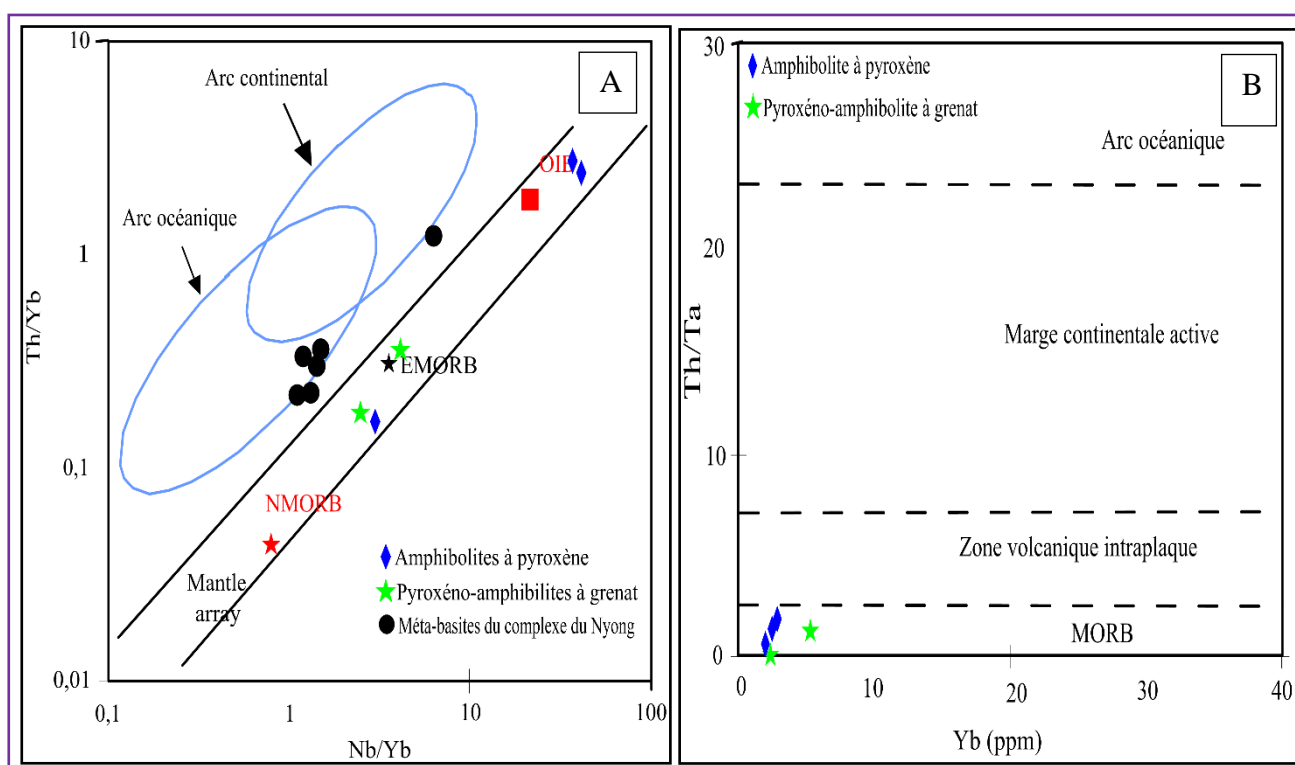 A
10
1
0,1
0,01
0,1
1
10
100
Th/Yb
Nb/Yb
Arc continental
Arc océanique
OIB
EMORB
NMORB
Mantle
array
Amphibolites à pyroxène
Pyroxéno-amphibilites à grenat
Méta-basites du complexe du Nyong
B
30
20
10
0
0
10
20
30
40
Th/Ta
Yb (ppm)
Amphibolite à pyroxène
Pyroxéno-amphibolite à grenat
Arc océanique
Marge continentale active
Zone volcanique intraplaque
MORB